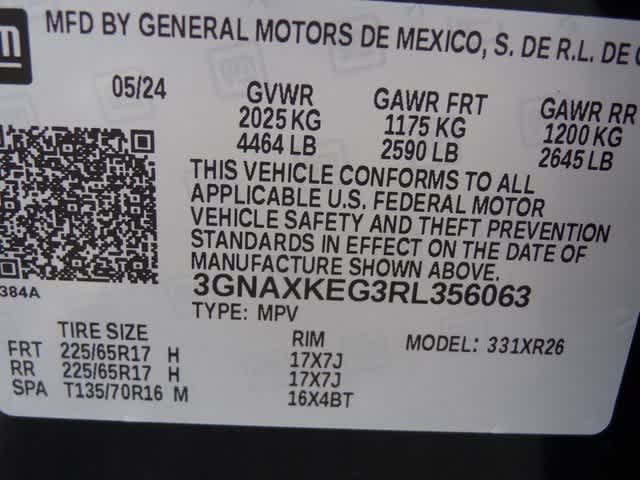 gm
MFD BY GENERAL MOTORS DE MEXICO, S. DE R.L. DE
05/24 GVWR GAWR FRT GAWR RR
2025 KG 1175 KG 1200 KG
4464 LB 2590 LB 2645 LB
THIS VEHICLE CONFORMS TO ALL
APPLICABLE U.S. FEDERAL MOTOR
VEHICLE SAFETY AND THEFT PREVENTION
STANDARDS IN EFFECT ON THE DATE OF
MANUFACTURE SHOWN ABOVE.
384A
3GNAXKEG3RL356063
TYPE: MPV
TIRE SIZE RIM MODEL: 331XR26
FRT 225/65R17 H 17X7J
RR 225/65R17 H 17X7J
SPA T135/70R16 M 16X4BT